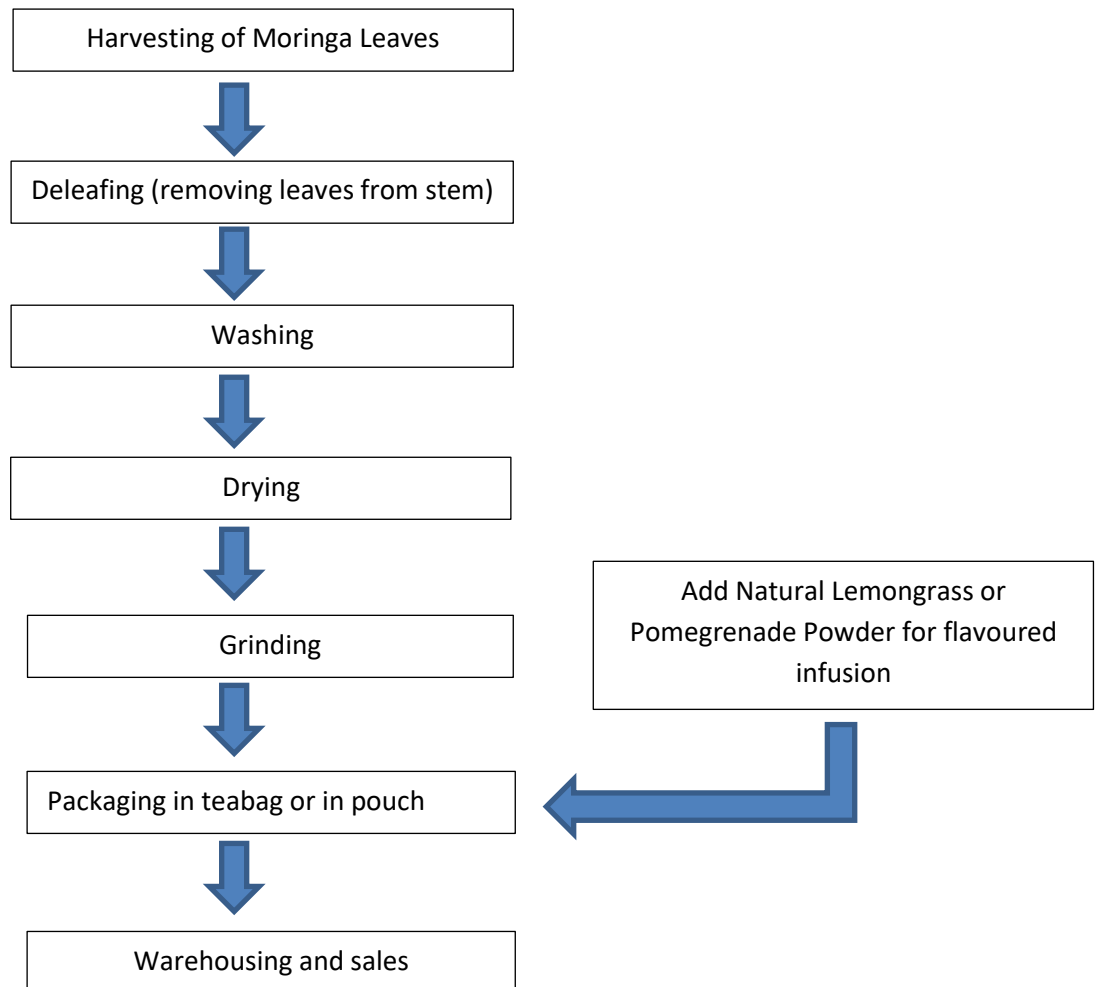 Harvesting of Moringa Leaves
Deleafing (removing leaves from stem)
Washing
Drying
Grinding
Add Natural Lemongrass or
Pomegrenade Powder for flavoured
infusion
Packaging in teabag or in pouch
Warehousing and sales